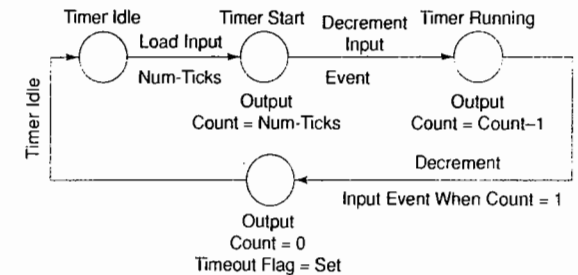 Timer Idle
Timer Start
Decrement
Input
Timer Running
Load Input
Num-Ticks
Event
Output
Count = Num-Ticks
Output
Count = Count–1
Timer Idle
Decrement
Input Event When Count = 1
Output
Count = 0
Timeout Flag = Set